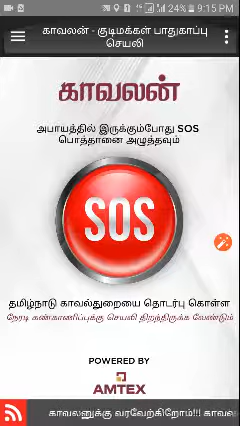 24% 9:15 PM
காவலன் - குடிமக்கள் பாதுகாப்பு
செயலி
காவலன்
அபாயத்தில் இருக்கும்போது SOS
பொத்தானை அழுத்தவும்
SOS
தமிழ்நாடு காவல்துறையை தொடர்பு கொள்ள
நேரடி கண்காணிப்புக்கு செயலி திறந்திருக்க வேண்டும்
POWERED BY
AMTEX
காவலனுக்கு வரவேற்கிறோம்!!! காவல